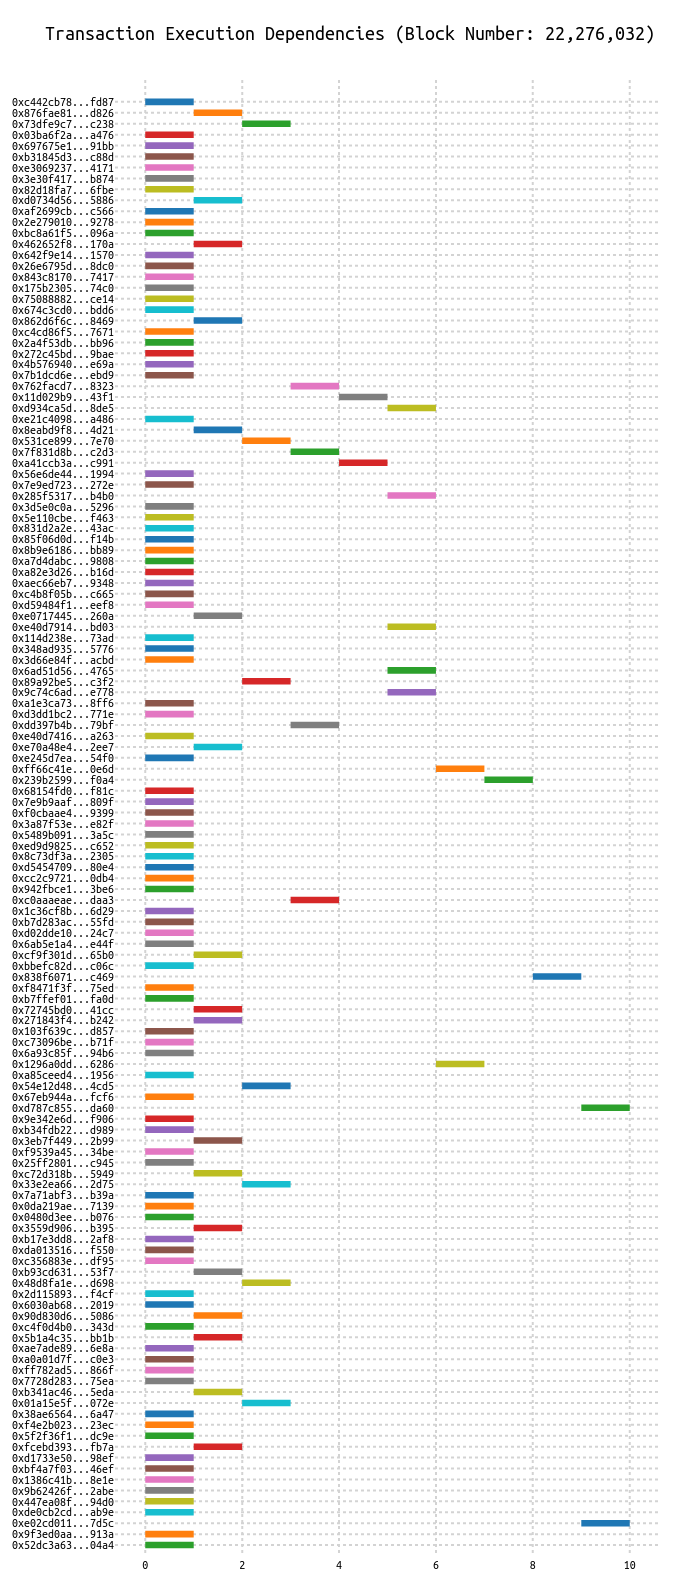 Transaction Execution Dependencies (Block Number: 22,276,032)
0xc442cb78...fd87
0x876fae81...d826
0x73dfe9c7...c238
0x03ba6f2a...a476
0x697675e1...91bb
0xb31845d3...c88d
0xe3069237...4171
0x3e30f417...b874
0x82d18fa7...6fbe
0xd0734d56...5886
0xaf2699cb...c566
0x2e279010...9278
0xbc8a61f5...096a
0x462652f8...170a
0x642f9e14...1570
0x26e6795d...8dc0
0x843c8170...7417
0x175b2305...74c0
0x75088882...ce14
0x674c3cd0...bdd6
0x862d6f6c...8469
0xc4cd86f5...7671
0x2a4f53db...bb96
0x272c45bd...9bae
0x4b576940...e69a
0x7b1dcd6e...ebd9
0x762facd7...8323
0x11d029b9...43f1
0xd934ca5d...8de5
0xe21c4098...a486
0x8eabd9f8...4d21
0x531ce899...7e70
0x7f831d8b...c2d3
0xa41ccb3a...c991
0x56e6de44...1994
0x7e9ed723...272e
0x285f5317...b4b0
0x3d5e0c0a...5296
0x5e110cbe...f463
0x831d2a2e...43ac
0x85f06d0d...f14b
0x8b9e6186...bb89
0xa7d4dabc...9808
0xa82e3d26...b16d
0xaec66eb7...9348
0xc4b8f05b...c665
0xd59484f1...eef8
0xe0717445...260a
0xe40d7914...bd03
0x114d238e...73ad
0x348ad935...5776
0x3d66e84f...acbd
0x6ad51d56...4765
0x89a92be5...c3f2
0x9c74c6ad...e778
0xa1e3ca73...8ff6
0xd3dd1bc2...771e
0xdd397b4b...79bf
0xe40d7416...a263
0xe70a48e4...2ee7
0xe245d7ea...54f0
0xff66c41e...0e6d
0x239b2599...f0a4
0x68154fd0...f81c
0x7e9b9aaf...809f
0xf0cbaae4...9399
0x3a87f53e...e82f
0x5489b091...3a5c
0xed9d9825...c652
0x8c73df3a...2305
0xd5454709...80e4
0xcc2c9721...0db4
0x942fbce1...3be6
0xc0aaaeae...daa3
0x1c36cf8b...6d29
0xb7d283ac...55fd
0xd02dde10...24c7
0x6ab5e1a4...e44f
0xcf9f301d...65b0
0xbbefc82d...c06c
0x838f6071...c469
0xf8471f3f...75ed
0xb7ffef01...fa0d
0x72745bd0...41cc
0x271843f4...b242
0x103f639c...d857
0xc73096be...b71f
0x6a93c85f...94b6
0x1296a0dd...6286
0xa85ceed4...1956
0x54e12d48...4cd5
0x67eb944a...fcf6
0xd787c855...da60
0x9e342e6d...f906
0xb34fdb22...d989
0x3eb7f449...2b99
0xf9539a45...34be
0x25ff2801...c945
0xc72d318b...5949
0x33e2ea66...2d75
0x7a71abf3...b39a
0x0da219ae...7139
0x0480d3ee...b076
0x3559d906...b395
0xb17e3dd8...2af8
0xda013516...f550
0xc356883e...df95
0xb93cd631...53f7
0x48d8fa1e...d698
0x2d115893...f4cf
0x6030ab68...2019
0x90d830d6...5086
0xc4f0d4b0...343d
0x5b1a4c35...bb1b
0xae7ade89...6e8a
0xa0a01d7f...c0e3
0xff782ad5...866f
0x7728d283...75ea
0xb341ac46...5eda
0x01a15e5f...072e
0x38ae6564...6a47
0xf4e2b023...23ec
0x5f2f36f1...dc9e
0xfcebd393...fb7a
0xd1733e50...98ef
0xbf4a7f03...46ef
0x1386c41b...8e1e
0x9b62426f...2abe
0x447ea08f...94d0
0xde0cb2cd...ab9e
0xe02cd011...7d5c
0x9f3ed0aa...913a
0x52dc3a63...04a4
0 2 4 6 8 10